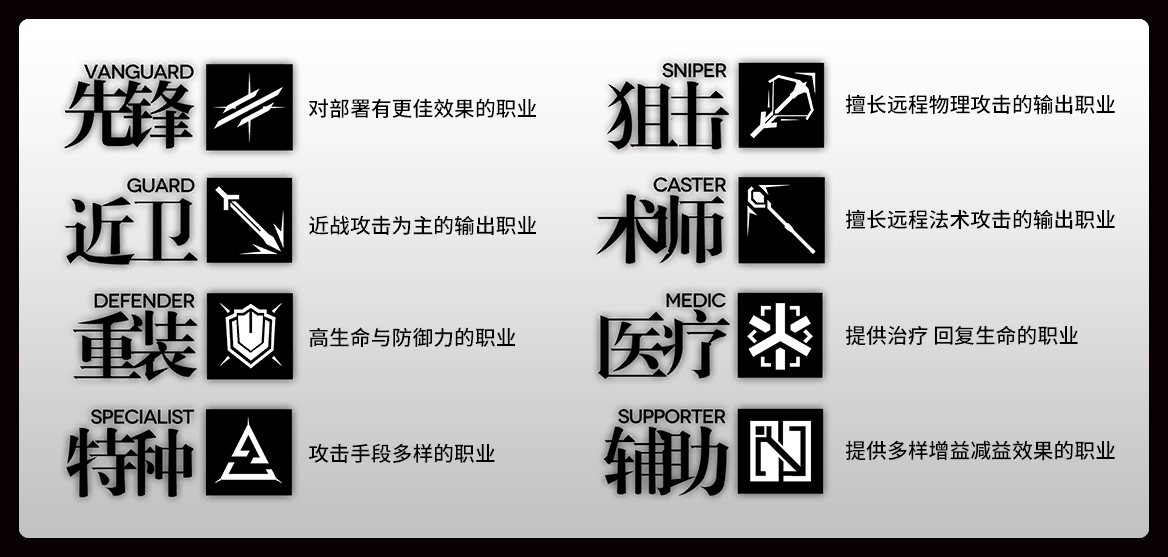 VANGUARD
先锋
对部署有更佳效果的职业
GUARD
近卫
近战攻击为主的输出职业
DEFENDER
重装
高生命与防御力的职业
SPECIALIST
特种
攻击手段多样的职业
SNIPER
狙击
擅长远程物理攻击的输出职业
CASTER
术师
擅长远程法术攻击的输出职业
MEDIC
医疗
提供治疗 回复生命的职业
SUPPORTER
辅助
提供多样增益减益效果的职业